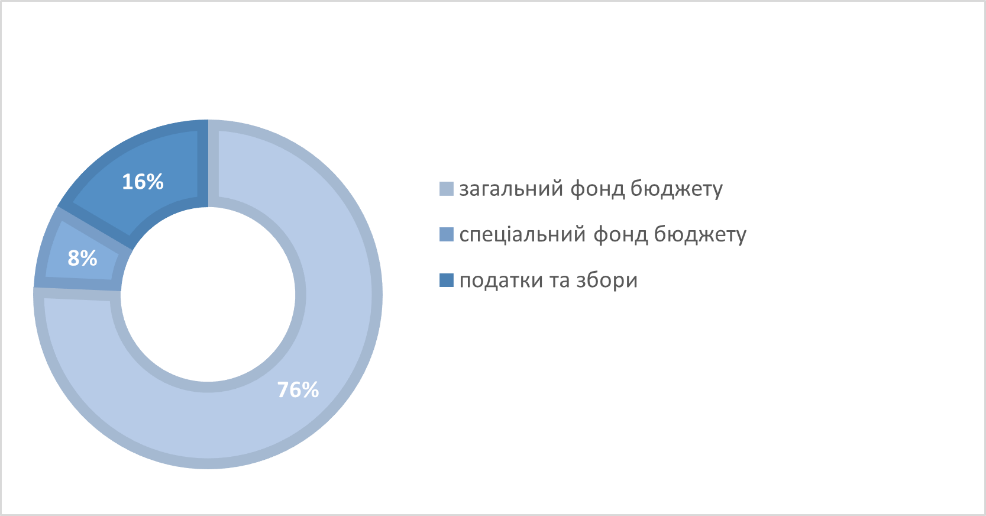 16%
8%
76%
загальний фонд бюджету
спеціальний фонд бюджету
податки та збори